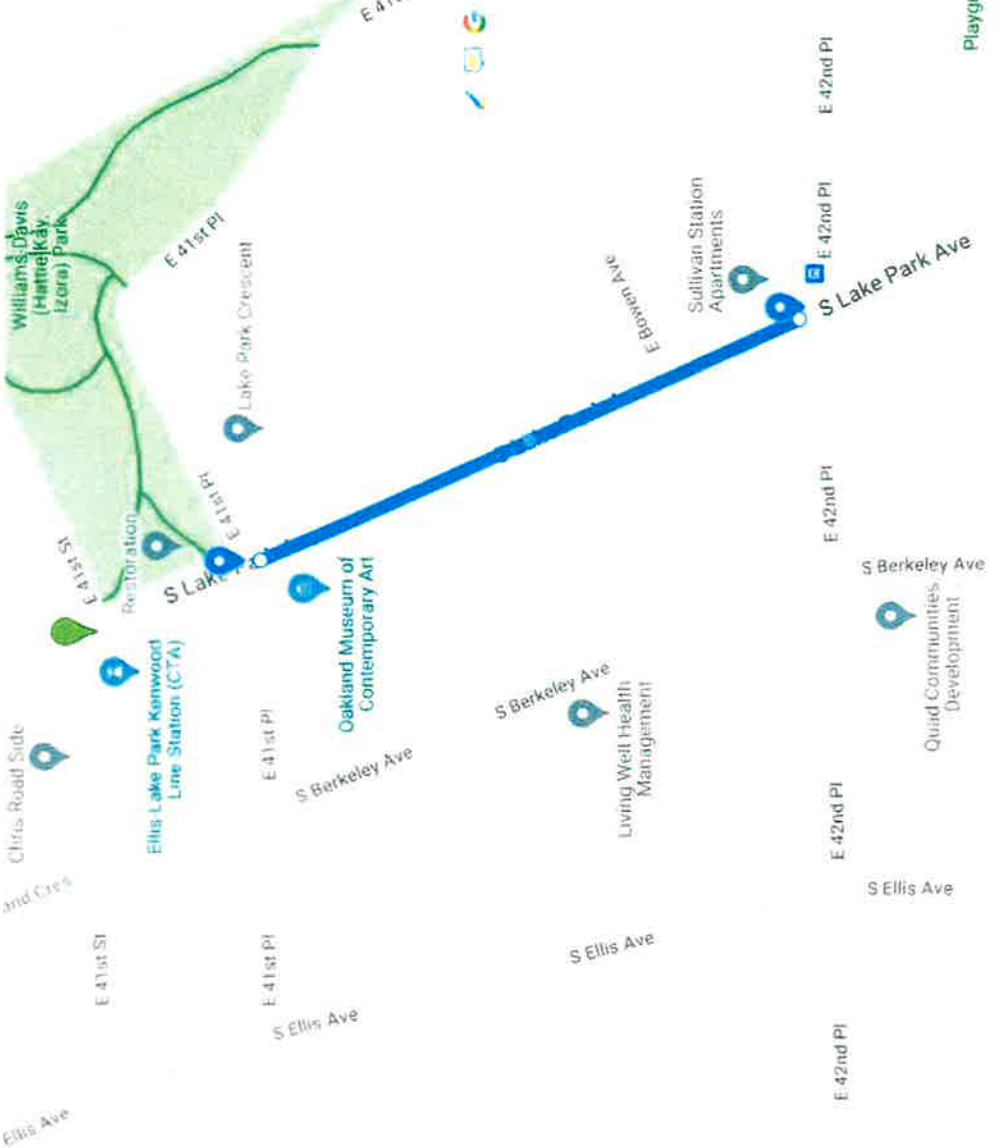 Ellis Ave
and Cres
Chris Road Side
E 41st St
E 41st St
Restoration
Williams-Davis
(Hattie Kay,
Izora) Park
Ellis-Lake Park Kenwood
Line Station (CTA)
S Lake
E 41st Pl
E 41st Pl
Lake Park Crescent
E 41st Pl
E 41st Pl
S Ellis Ave
S Berkeley Ave
Oakland Museum of
Contemporary Art
S Berkeley Ave
S Ellis Ave
Living Well Health
Management
E Bowen Ave
Sullivan Station
Apartments
E 42nd Pl
E 42nd Pl
E 42nd Pl
E 42nd Pl
E 42nd Pl
S Lake Park Ave
S Berkeley Ave
S Ellis Ave
Quad Communities
Development